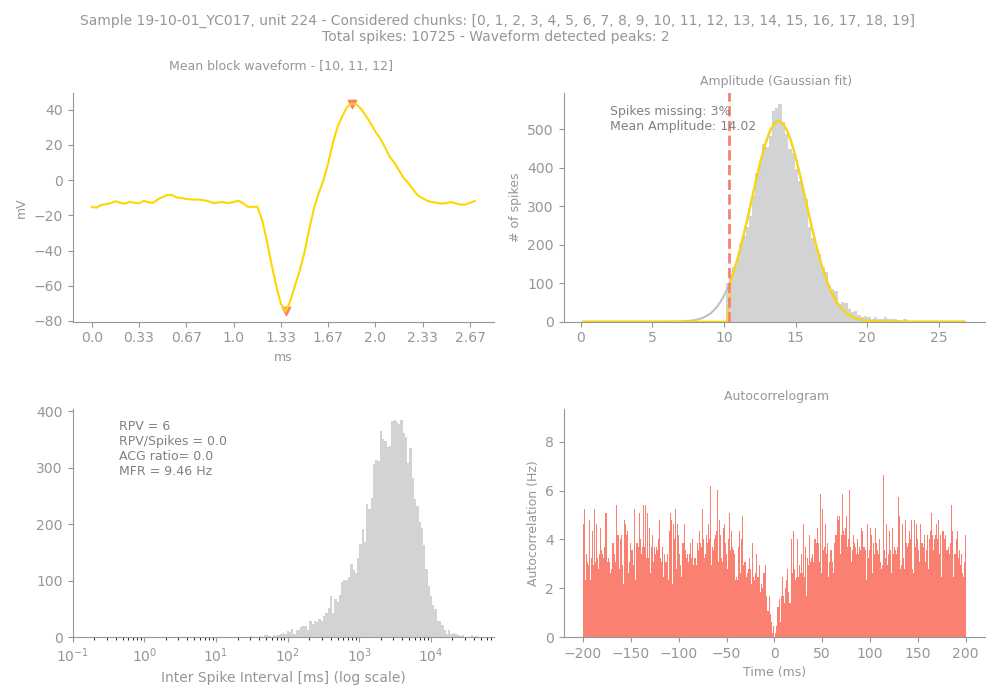 Sample 19-10-01_YC017, unit 224 - Considered chunks: [0, 1, 2, 3, 4, 5, 6, 7, 8, 9, 10, 11, 12, 13, 14, 15, 16, 17, 18, 19]
Total spikes: 10725 - Waveform detected peaks: 2
Mean block waveform - [10, 11, 12]
40
20
0
−20
−40
−60
−80
mV
0.0 0.33 0.67 1.0 1.33 1.67 2.0 2.33 2.67
ms
Amplitude (Gaussian fit)
Spikes missing: 3%
Mean Amplitude: 14.02
500
400
300
200
100
0
# of spikes
0 5 10 15 20 25
RPV = 6
RPV/Spikes = 0.0
ACG ratio= 0.0
MFR = 9.46 Hz
400
300
200
100
0
10⁻¹ 10⁰ 10¹ 10² 10³ 10⁴
Inter Spike Interval [ms] (log scale)
Autocorrelogram
8
6
4
2
0
Autocorrelation (Hz)
−200 −150 −100 −50 0 50 100 150 200
Time (ms)